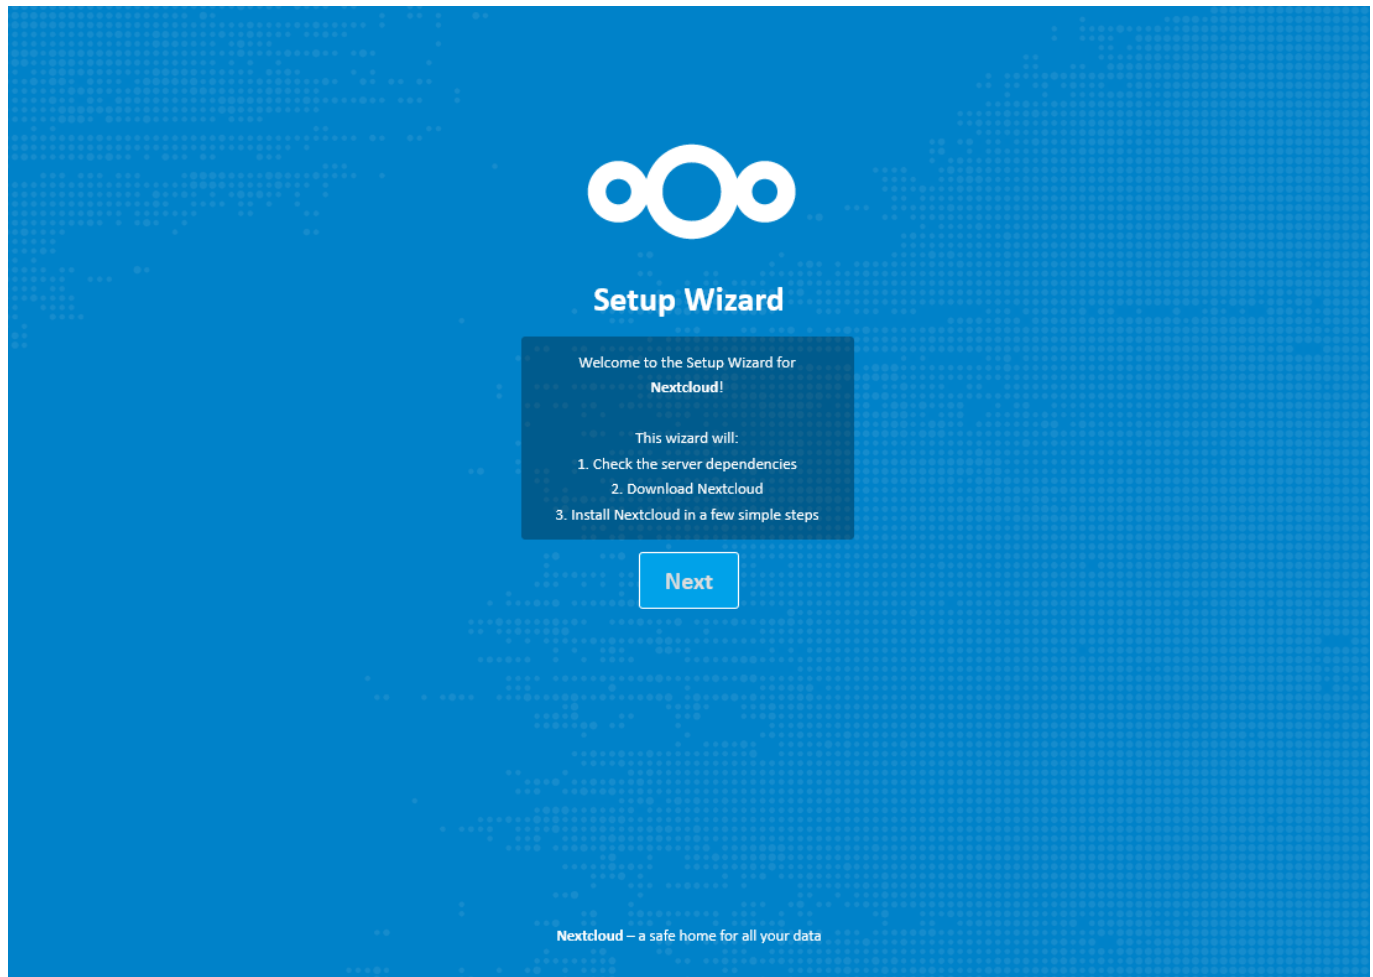 Setup Wizard
Welcome to the Setup Wizard for
Nextcloud!
This wizard will:
1. Check the server dependencies
2. Download Nextcloud
3. Install Nextcloud in a few simple steps
Next
Nextcloud – a safe home for all your data